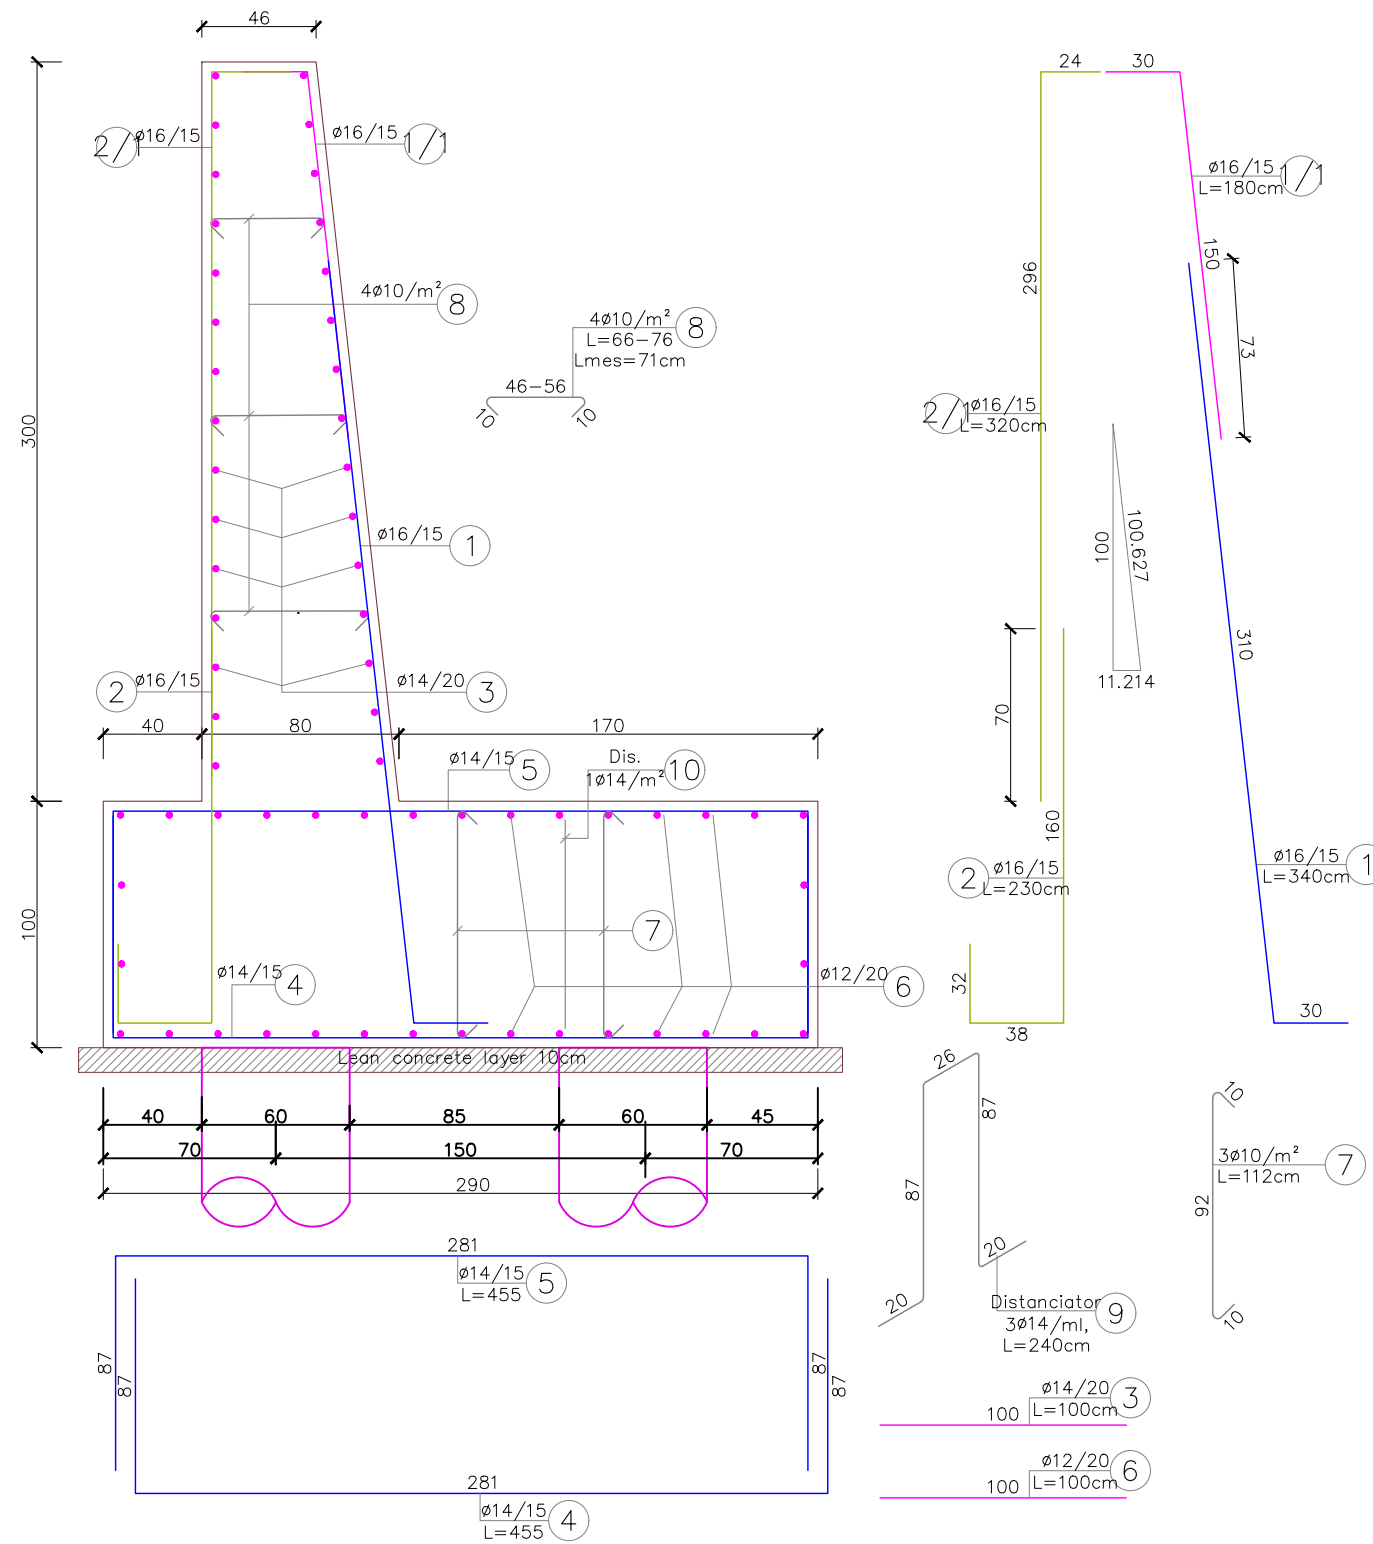 46
24
30
2/1
ø16/15
ø16/15
1/1
ø16/15
L=180cm
1/1
150
296
73
4ø10/m²
8
4ø10/m²
L=66-76
Lmes=71cm
8
46-56
10
10
300
2/1
ø16/15
L=320cm
100
100.627
11.214
ø16/15
1
310
2
ø16/15
ø14/20
3
70
40
80
170
ø14/15
5
Dis.
1ø14/m²
10
160
2
ø16/15
L=230cm
ø16/15
L=340cm
1
100
7
ø14/15
4
ø12/20
6
32
38
30
Lean concrete layer 10cm
26
87
87
20
20
Distanciator
3ø14/ml,
L=240cm
9
10
3ø10/m²
L=112cm
7
92
10
40
60
85
60
45
70
150
70
290
281
ø14/15
L=455
5
87
87
87
87
281
ø14/15
L=455
4
100
ø14/20
L=100cm
3
100
ø12/20
L=100cm
6